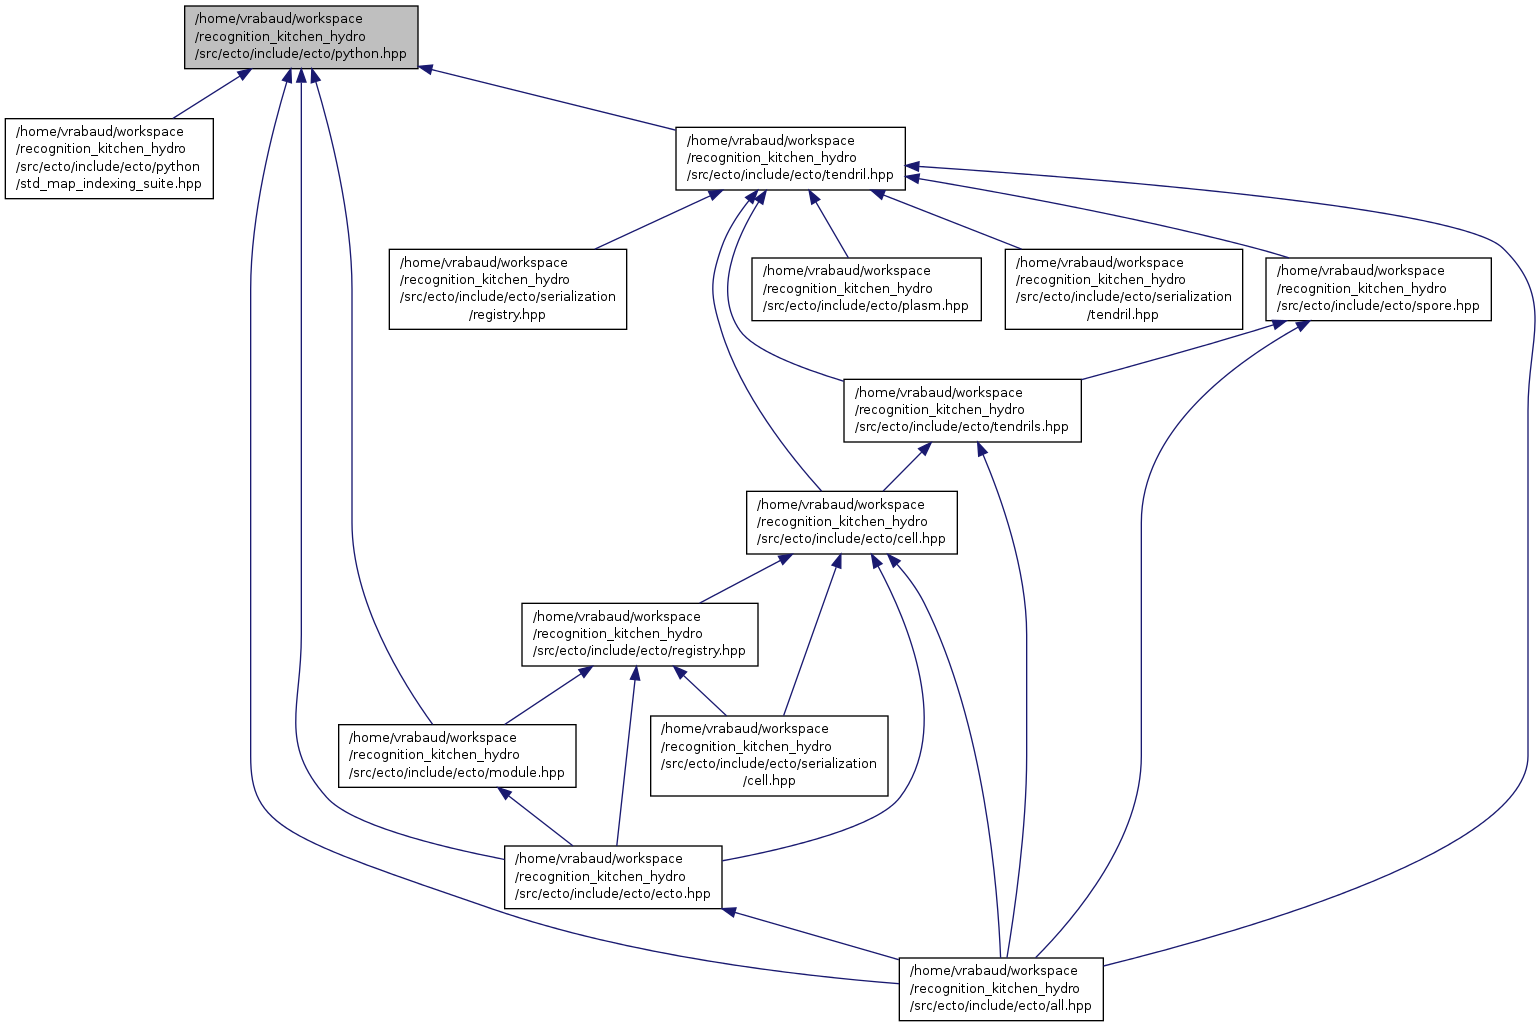 /home/vrabaud/workspace
/recognition_kitchen_hydro
/src/ecto/include/ecto/python.hpp
/home/vrabaud/workspace
/recognition_kitchen_hydro
/src/ecto/include/ecto/python
/std_map_indexing_suite.hpp
/home/vrabaud/workspace
/recognition_kitchen_hydro
/src/ecto/include/ecto/tendril.hpp
/home/vrabaud/workspace
/recognition_kitchen_hydro
/src/ecto/include/ecto/serialization
/registry.hpp
/home/vrabaud/workspace
/recognition_kitchen_hydro
/src/ecto/include/ecto/plasm.hpp
/home/vrabaud/workspace
/recognition_kitchen_hydro
/src/ecto/include/ecto/serialization
/tendril.hpp
/home/vrabaud/workspace
/recognition_kitchen_hydro
/src/ecto/include/ecto/spore.hpp
/home/vrabaud/workspace
/recognition_kitchen_hydro
/src/ecto/include/ecto/tendrils.hpp
/home/vrabaud/workspace
/recognition_kitchen_hydro
/src/ecto/include/ecto/cell.hpp
/home/vrabaud/workspace
/recognition_kitchen_hydro
/src/ecto/include/ecto/registry.hpp
/home/vrabaud/workspace
/recognition_kitchen_hydro
/src/ecto/include/ecto/module.hpp
/home/vrabaud/workspace
/recognition_kitchen_hydro
/src/ecto/include/ecto/serialization
/cell.hpp
/home/vrabaud/workspace
/recognition_kitchen_hydro
/src/ecto/include/ecto/ecto.hpp
/home/vrabaud/workspace
/recognition_kitchen_hydro
/src/ecto/include/ecto/all.hpp